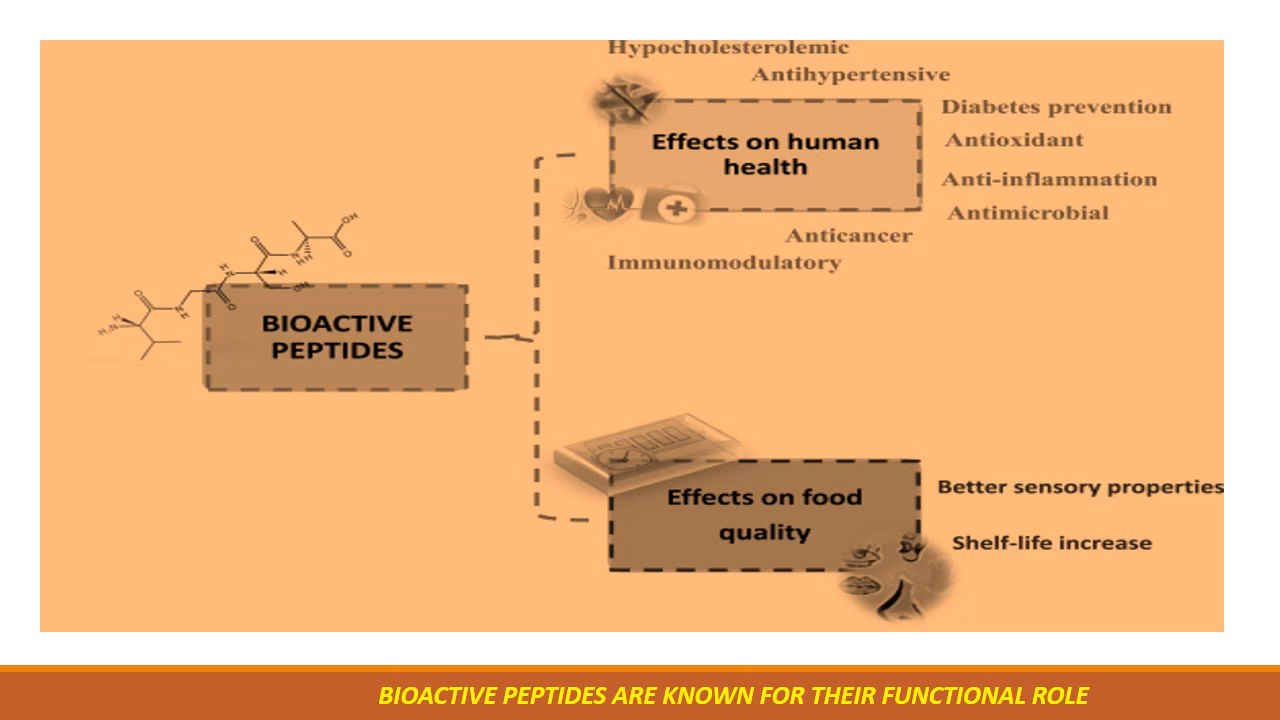 Hypocholesterolemic
Antihypertensive
Diabetes prevention
Effects on human
health
Antioxidant
Anti-inflammation
Antimicrobial
Anticancer
Immunomodulatory
BIOACTIVE
PEPTIDES
Effects on food
quality
Better sensory properties
Shelf-life increase
BIOACTIVE PEPTIDES ARE KNOWN FOR THEIR FUNCTIONAL ROLE